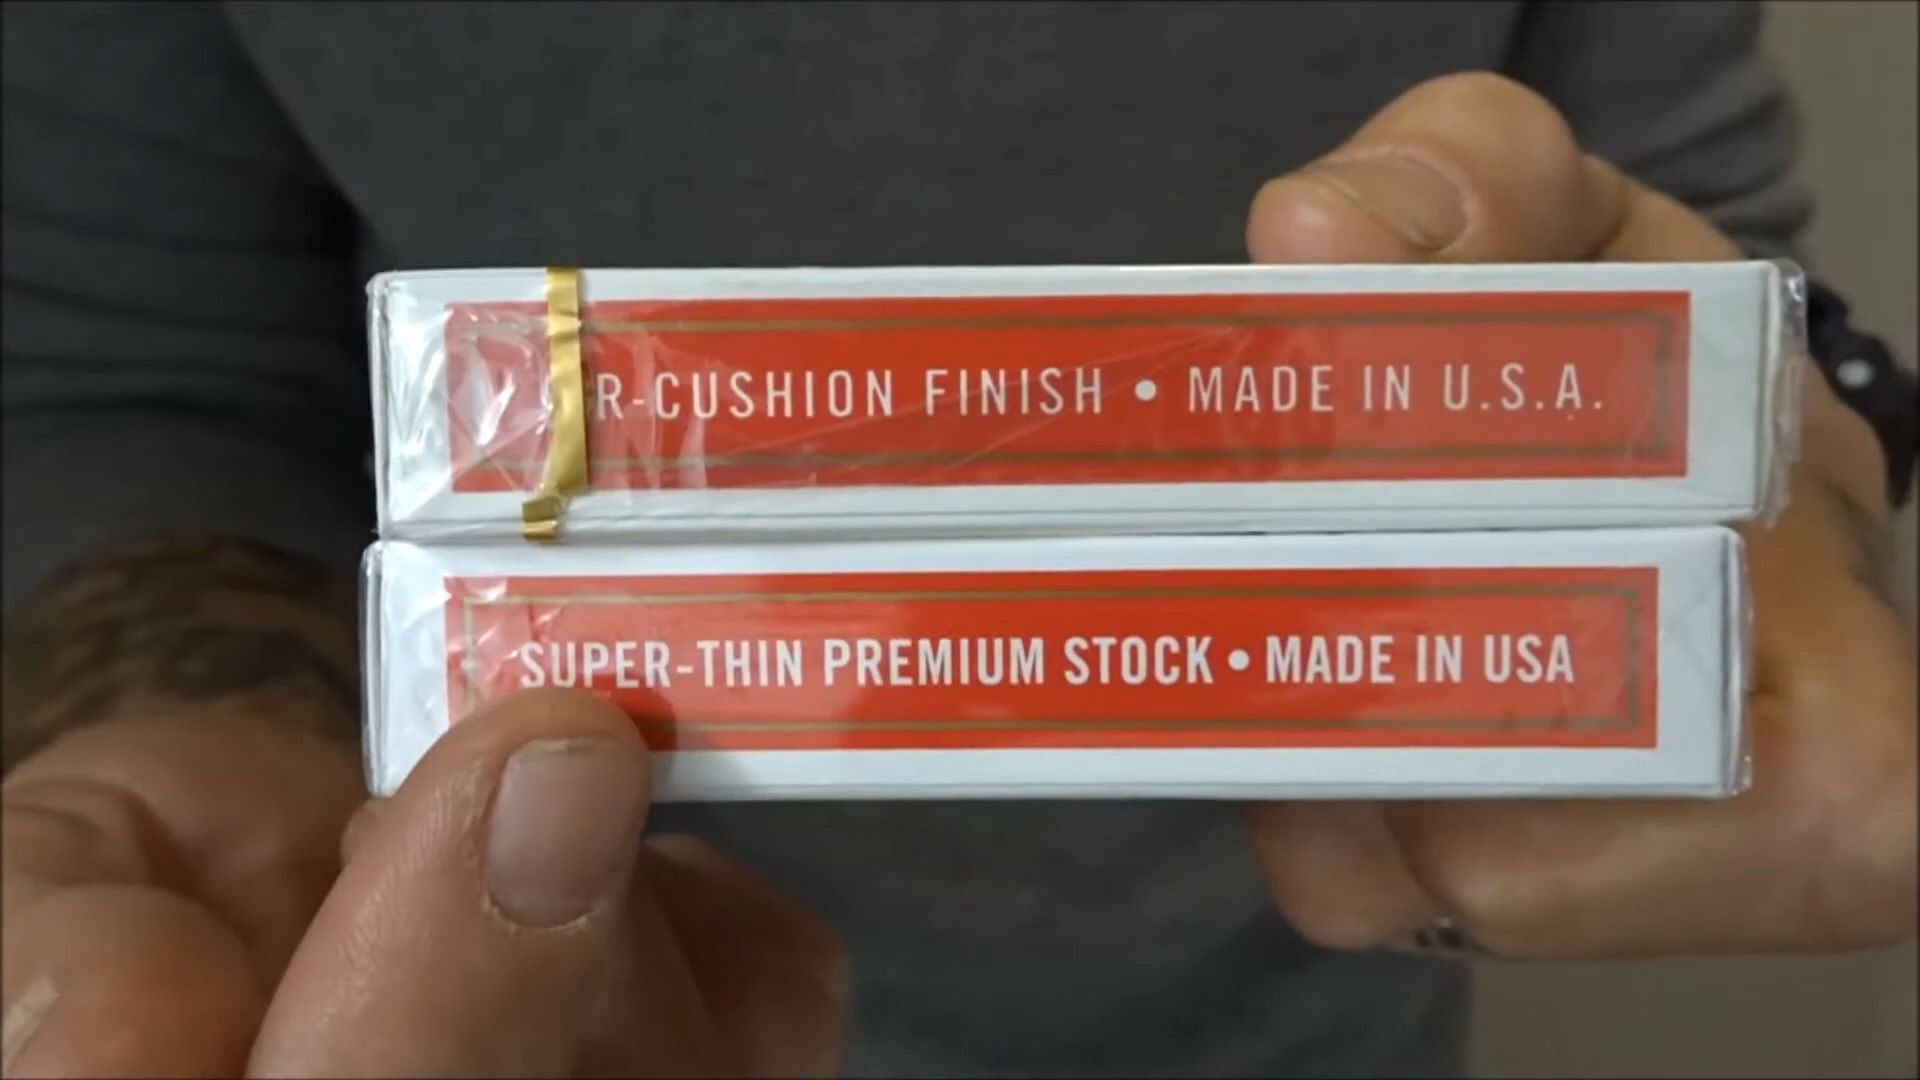 R-CUSHION FINISH • MADE IN U.S.A.
SUPER-THIN PREMIUM STOCK • MADE IN USA